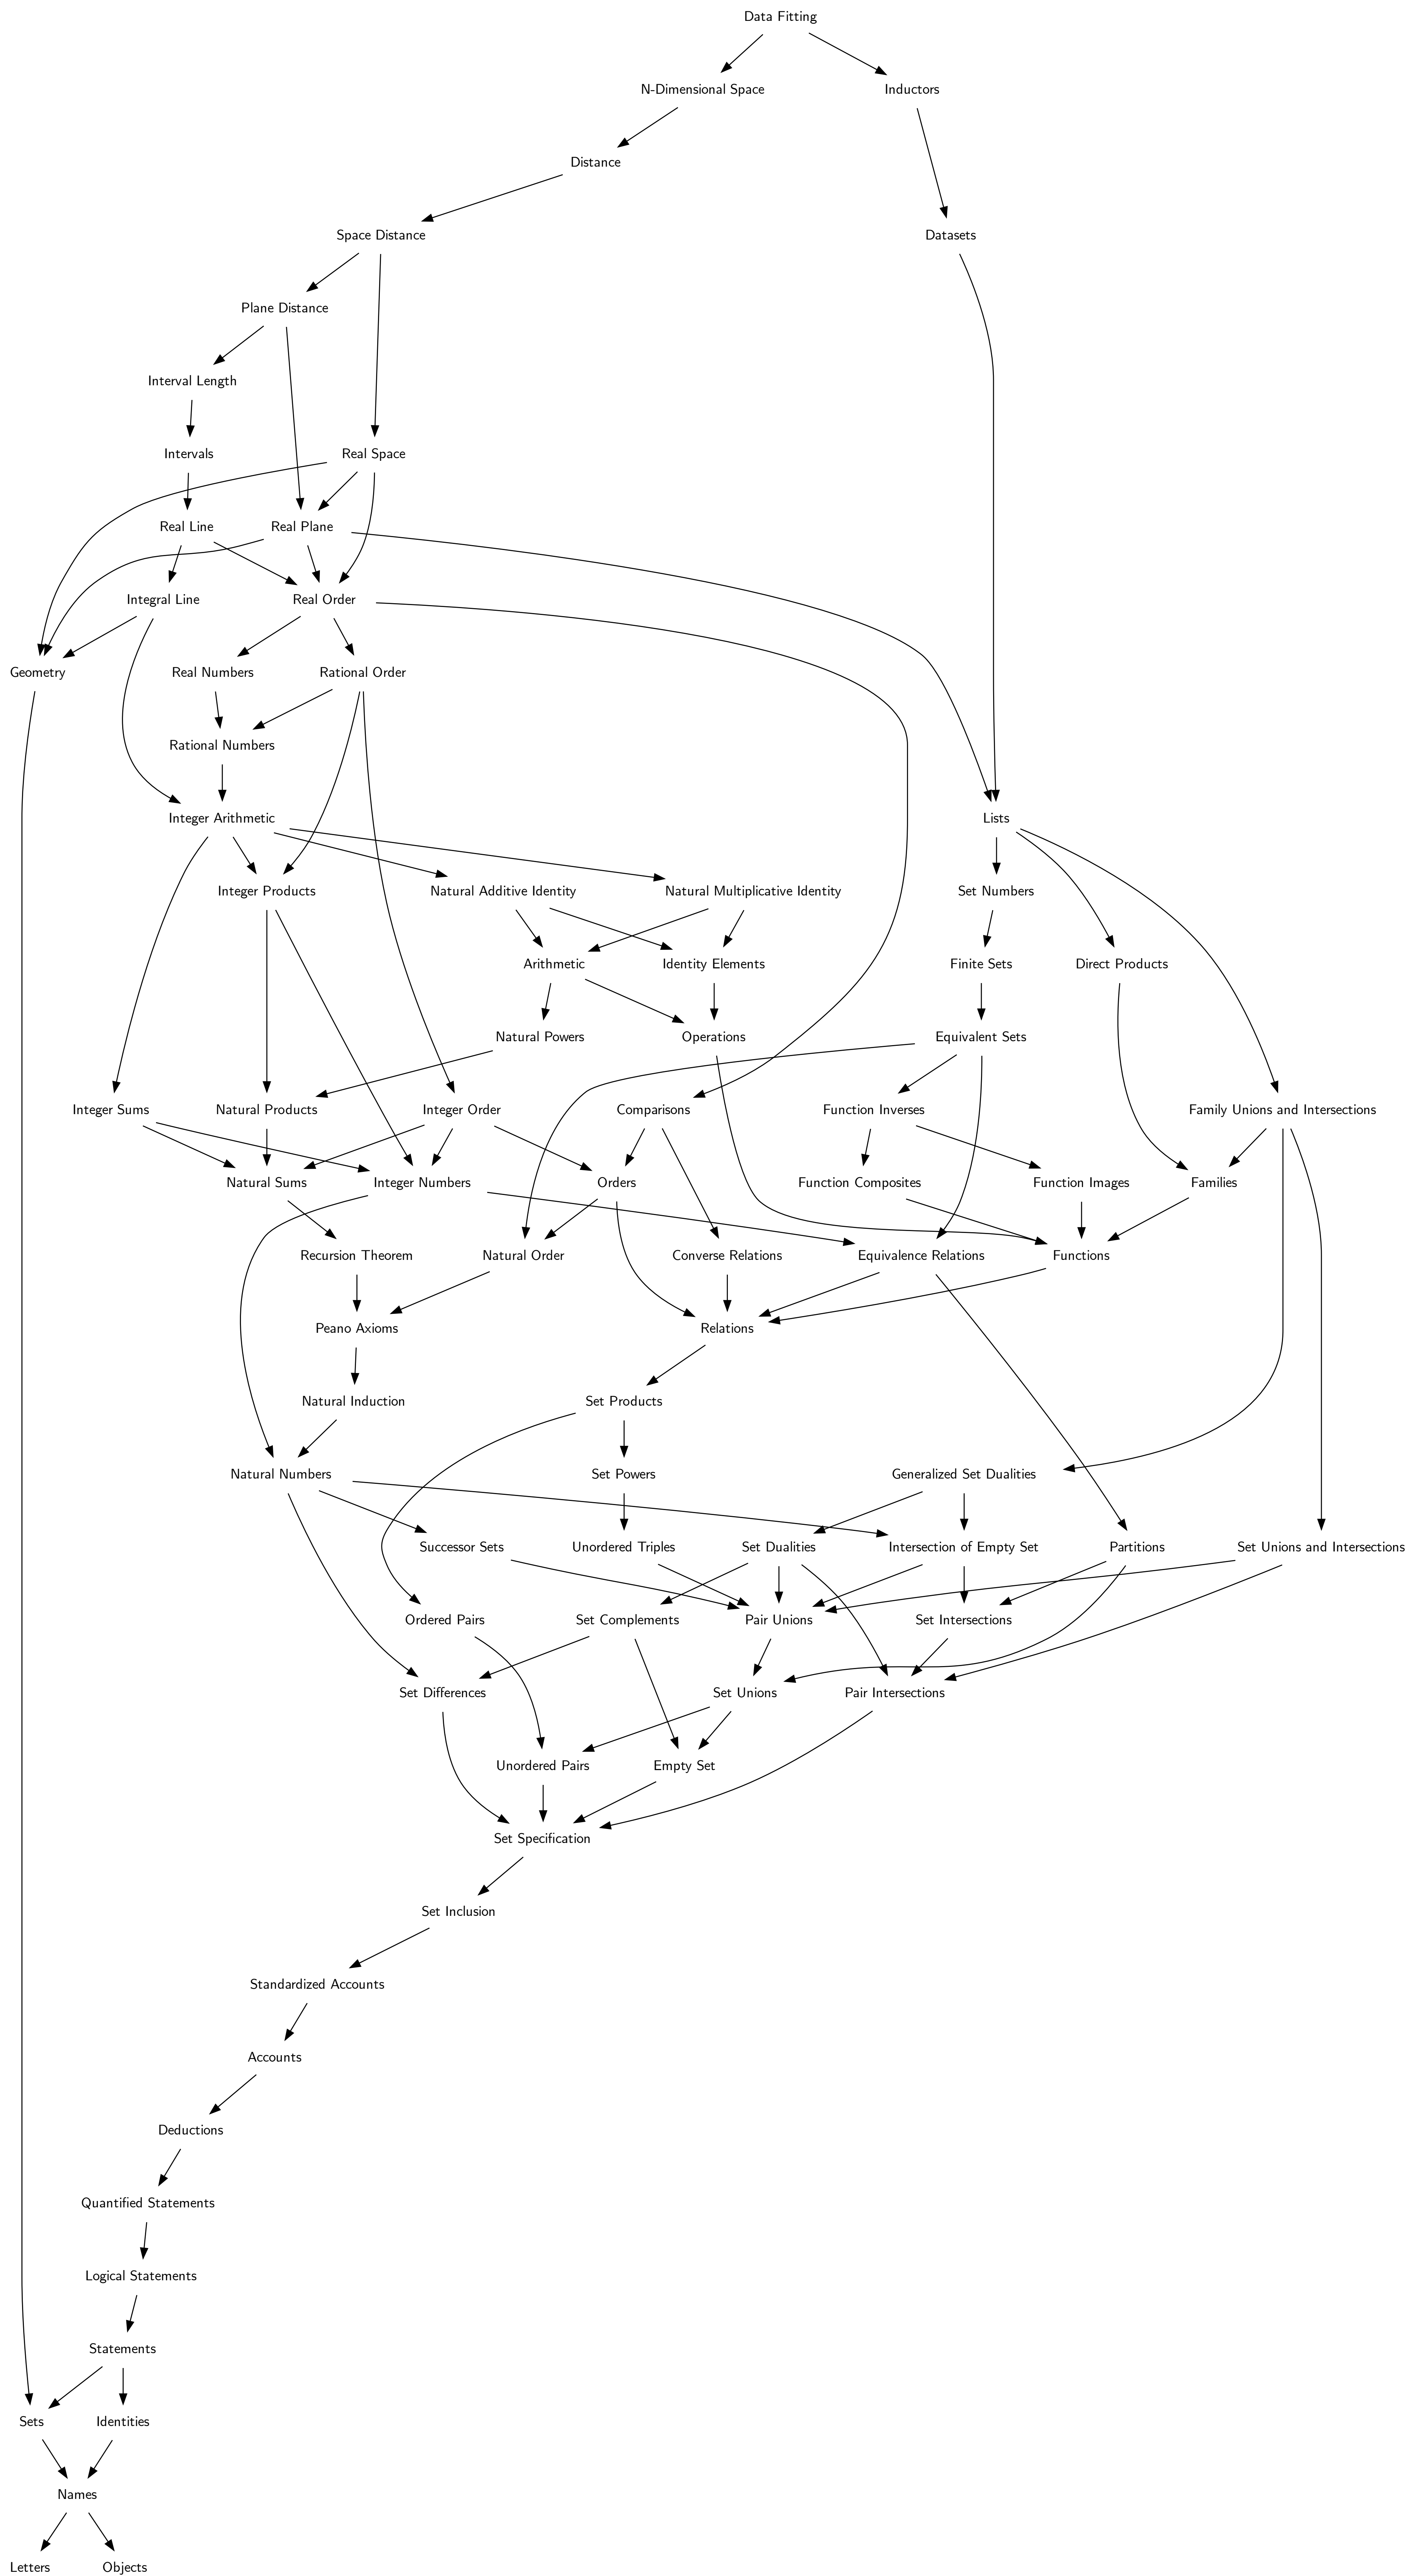 Data Fitting
N-Dimensional Space
Inductors
Distance
Space Distance
Datasets
Plane Distance
Interval Length
Intervals
Real Space
Real Line
Real Plane
Integral Line
Real Order
Geometry
Real Numbers
Rational Order
Rational Numbers
Integer Arithmetic
Lists
Integer Products
Natural Additive Identity
Natural Multiplicative Identity
Set Numbers
Arithmetic
Identity Elements
Finite Sets
Direct Products
Natural Powers
Operations
Equivalent Sets
Integer Sums
Natural Products
Integer Order
Comparisons
Function Inverses
Family Unions and Intersections
Natural Sums
Integer Numbers
Orders
Function Composites
Function Images
Families
Recursion Theorem
Natural Order
Converse Relations
Equivalence Relations
Functions
Peano Axioms
Relations
Natural Induction
Set Products
Natural Numbers
Set Powers
Generalized Set Dualities
Successor Sets
Unordered Triples
Set Dualities
Intersection of Empty Set
Partitions
Set Unions and Intersections
Ordered Pairs
Set Complements
Pair Unions
Set Intersections
Set Differences
Set Unions
Pair Intersections
Unordered Pairs
Empty Set
Set Specification
Set Inclusion
Standardized Accounts
Accounts
Deductions
Quantified Statements
Logical Statements
Statements
Sets
Identities
Names
Letters
Objects